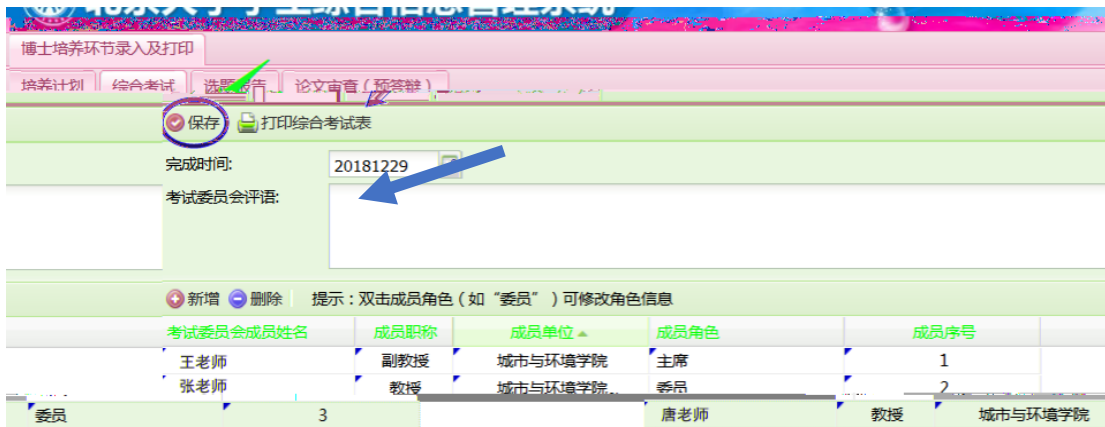 博士培养环节录入及打印
培养计划 综合考试 选题报告 论文审查（预答辩）
保存 打印综合考试表
完成时间: 20181229
考试委员会评语:
新增 删除 提示：双击成员角色（如“委员”）可修改角色信息
考试委员会成员姓名 成员职称 成员单位 成员角色 成员序号
王老师 副教授 城市与环境学院 主席 1
张老师 教授 城市与环境学院 委员 2
委员 3 唐老师 教授 城市与环境学院